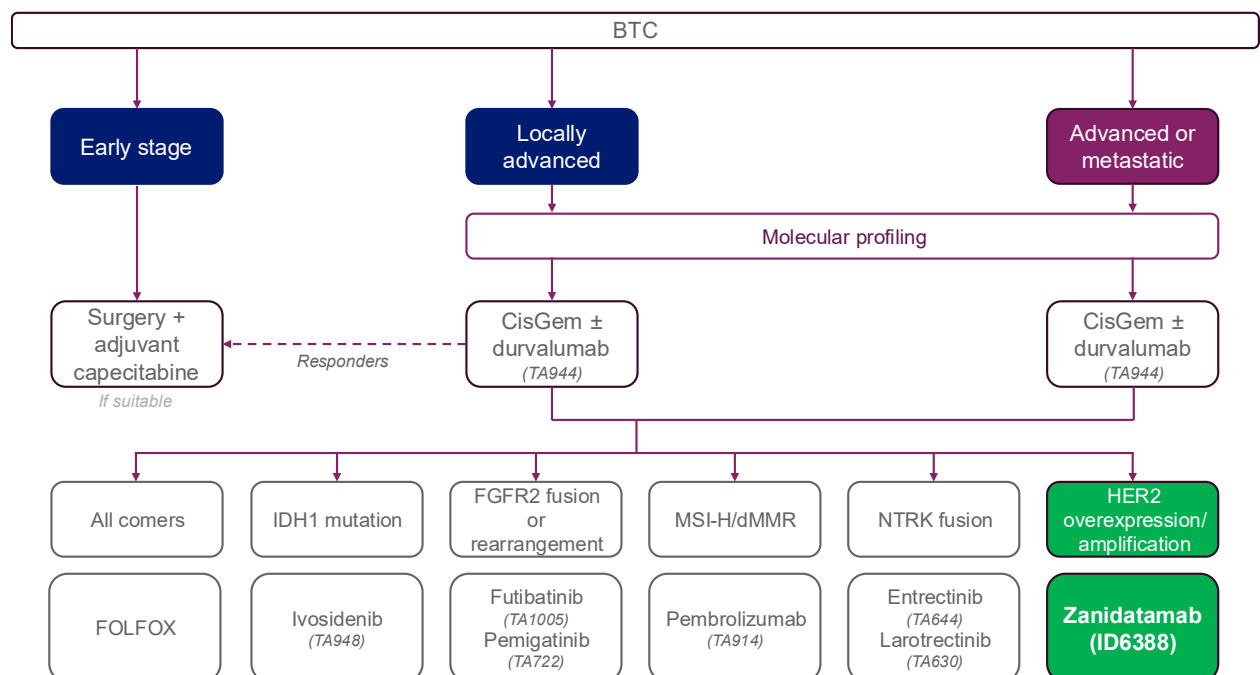 BTC
Early stage
Locally
advanced
Advanced or
metastatic
Molecular profiling
Surgery +
adjuvant
capecitabine
If suitable
Responders
CisGem ±
durvalumab
(TA944)
CisGem ±
durvalumab
(TA944)
All comers
IDH1 mutation
FGFR2 fusion
or
rearrangement
MSI-H/dMMR
NTRK fusion
HER2
overexpression/
amplification
FOLFOX
Ivosidenib
(TA948)
Futibatinib
(TA1005)
Pemigatinib
(TA722)
Pembrolizumab
(TA914)
Entrectinib
(TA644)
Larotrectinib
(TA630)
Zanidatamab
(ID6388)